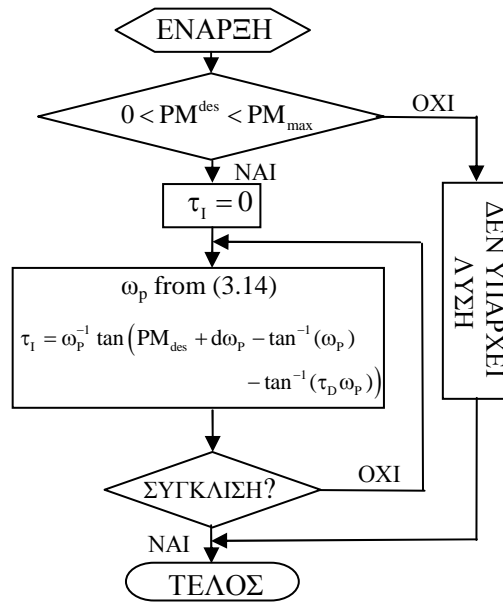 ΕΝΑΡΞΗ
0 < PM^des < PM_max
ΟΧΙ
ΝΑΙ
τ_I = 0
ΔΕΝ ΥΠΑΡΧΕΙ
ΛΥΣΗ
ω_p from (3.14)
τ_I = ω_P^-1 tan(PM_des + dω_P − tan^-1(ω_P)
− tan^-1(τ_D ω_P))
ΣΥΓΚΛΙΣΗ?
ΟΧΙ
ΝΑΙ
ΤΕΛΟΣ